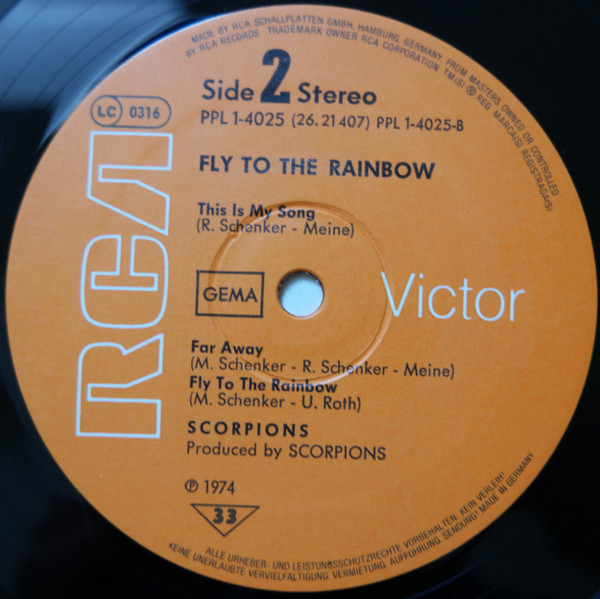 MADE BY RCA SCHALLPLATTEN GMBH, HAMBURG, GERMANY, FROM MASTERS OWNED OR CONTROLLED
BY RCA RECORDS TRADEMARK OWNER RCA CORPORATION TM(S) ® REG MARCA(S) REGISTRADA(S)
Side 2 Stereo
LC 0316
PPL 1-4025 (26.21407) PPL 1-4025-B
FLY TO THE RAINBOW
This Is My Song
(R. Schenker - Meine)
RCA
GEMA
Victor
Far Away
(M. Schenker - R. Schenker - Meine)
Fly To The Rainbow
(M. Schenker - U. Roth)
SCORPIONS
Produced by SCORPIONS
℗ 1974
33
ALLE URHEBER- UND LEISTUNGSSCHUTZRECHTE VORBEHALTEN. KEIN VERLEIH!
KEINE UNERLAUBTE VERVIELFÄLTIGUNG, VERMIETUNG, AUFFÜHRUNG, SENDUNG! MADE IN GERMANY